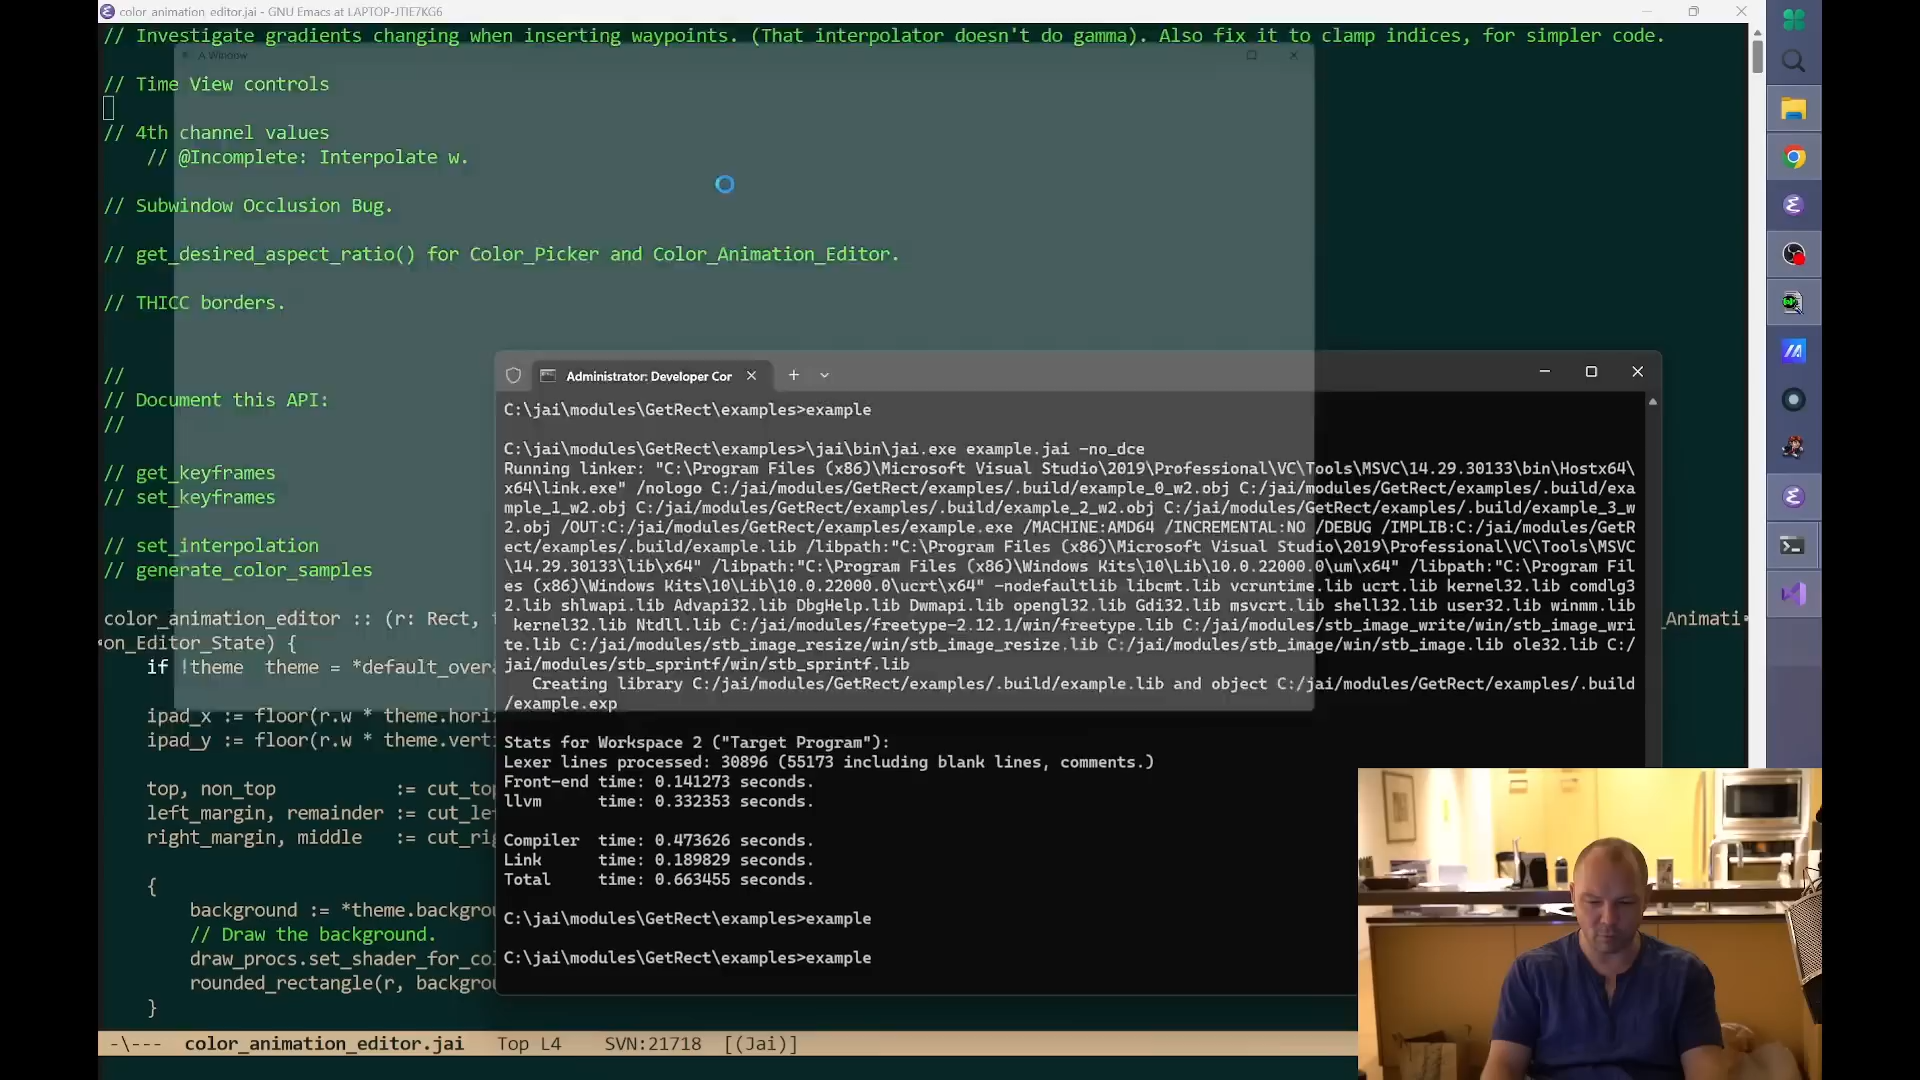 color_animation_editor.jai - GNU Emacs at LAPTOP-JTIE7KG6
// Investigate gradients changing when inserting waypoints. (That interpolator doesn't do gamma). Also fix it to clamp indices, for simpler code.
A Window
// Time View controls
// 4th channel values
// @Incomplete: Interpolate w.
// Subwindow Occlusion Bug.
// get_desired_aspect_ratio() for Color_Picker and Color_Animation_Editor.
// THICC borders.
//
// Document this API:
//
// get_keyframes
// set_keyframes
// set_interpolation
// generate_color_samples
color_animation_editor :: (r: Rect,
_Animati
on_Editor_State) {
if !theme  theme = *default_over
ipad_x := floor(r.w * theme.hori
ipad_y := floor(r.w * theme.vert
top, non_top            := cut_to
left_margin, remainder := cut_le
right_margin, middle   := cut_ri
{
background := *theme.backgrou
// Draw the background.
draw_procs.set_shader_for_co
rounded_rectangle(r, backgrou
}
-\---  color_animation_editor.jai   Top L4    SVN:21718  [(Jai)]
Administrator: Developer Cor
C:\jai\modules\GetRect\examples>example
C:\jai\modules\GetRect\examples>\jai\bin\jai.exe example.jai -no_dce
Running linker: "C:\Program Files (x86)\Microsoft Visual Studio\2019\Professional\VC\Tools\MSVC\14.29.30133\bin\Hostx64\
x64\link.exe" /nologo C:/jai/modules/GetRect/examples/.build/example_0_w2.obj C:/jai/modules/GetRect/examples/.build/exa
mple_1_w2.obj C:/jai/modules/GetRect/examples/.build/example_2_w2.obj C:/jai/modules/GetRect/examples/.build/example_3_w
2.obj /OUT:C:/jai/modules/GetRect/examples/example.exe /MACHINE:AMD64 /INCREMENTAL:NO /DEBUG /IMPLIB:C:/jai/modules/GetR
ect/examples/.build/example.lib /libpath:"C:\Program Files (x86)\Microsoft Visual Studio\2019\Professional\VC\Tools\MSVC
\14.29.30133\lib\x64" /libpath:"C:\Program Files (x86)\Windows Kits\10\Lib\10.0.22000.0\um\x64" /libpath:"C:\Program Fil
es (x86)\Windows Kits\10\Lib\10.0.22000.0\ucrt\x64" -nodefaultlib libcmt.lib vcruntime.lib ucrt.lib kernel32.lib comdlg3
2.lib shlwapi.lib Advapi32.lib DbgHelp.lib Dwmapi.lib opengl32.lib Gdi32.lib msvcrt.lib shell32.lib user32.lib winmm.lib
kernel32.lib Ntdll.lib C:/jai/modules/freetype-2.12.1/win/freetype.lib C:/jai/modules/stb_image_write/win/stb_image_wri
te.lib C:/jai/modules/stb_image_resize/win/stb_image_resize.lib C:/jai/modules/stb_image/win/stb_image.lib ole32.lib C:/
jai/modules/stb_sprintf/win/stb_sprintf.lib
Creating library C:/jai/modules/GetRect/examples/.build/example.lib and object C:/jai/modules/GetRect/examples/.build
/example.exp
Stats for Workspace 2 ("Target Program"):
Lexer lines processed: 30896 (55173 including blank lines, comments.)
Front-end time: 0.141273 seconds.
llvm      time: 0.332353 seconds.
Compiler  time: 0.473626 seconds.
Link      time: 0.189829 seconds.
Total     time: 0.663455 seconds.
C:\jai\modules\GetRect\examples>example
C:\jai\modules\GetRect\examples>example